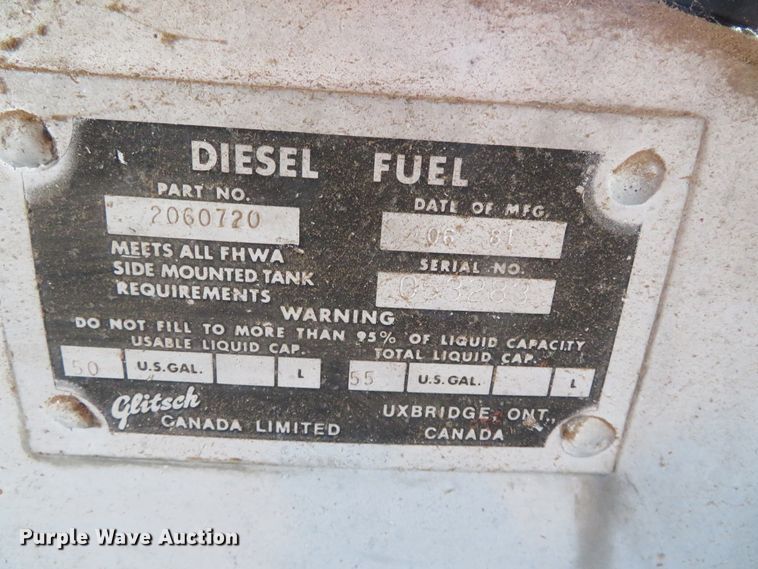 DIESEL FUEL
PART NO. DATE OF MFG.
2060720 06 81
MEETS ALL FHWA
SIDE MOUNTED TANK SERIAL NO.
REQUIREMENTS
WARNING
DO NOT FILL TO MORE THAN 95% OF LIQUID CAPACITY
USABLE LIQUID CAP. TOTAL LIQUID CAP.
50 U.S. GAL. L 55 U.S. GAL. L
Glitsch UXBRIDGE, ONT.,
CANADA LIMITED CANADA
Purple Wave Auction